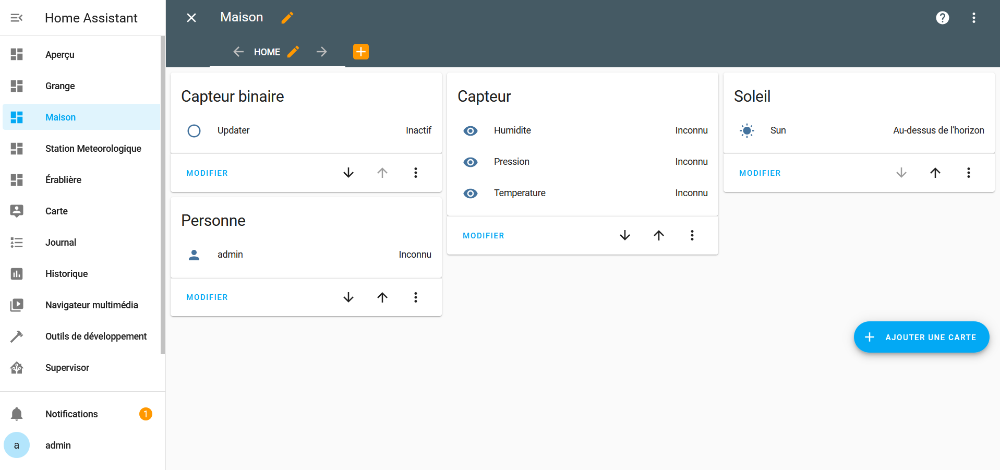 Home Assistant
Aperçu
Grange
Maison
Station Meteorologique
Érablière
Carte
Journal
Historique
Navigateur multimédia
Outils de développement
Supervisor
Notifications 1
a admin
Maison
HOME
Capteur binaire
Updater Inactif
MODIFIER
Personne
admin Inconnu
MODIFIER
Capteur
Humidite Inconnu
Pression Inconnu
Temperature Inconnu
MODIFIER
Soleil
Sun Au-dessus de l'horizon
MODIFIER
AJOUTER UNE CARTE